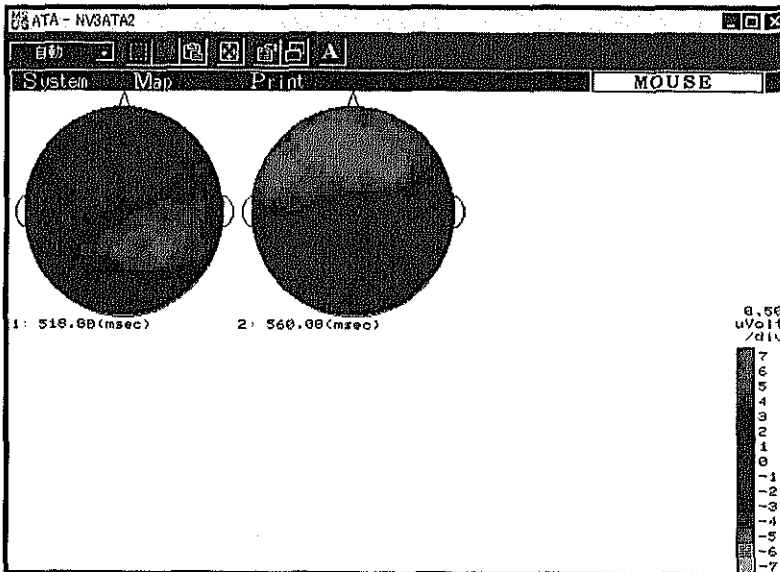 ATA - NV3ATA2
自動
A
System Map Print MOUSE
1: 518.80(msec) 2: 560.00(msec)
0.50
uVolt
/div
7
6
5
4
3
2
1
0
-1
-2
-3
-4
-5
-6
-7